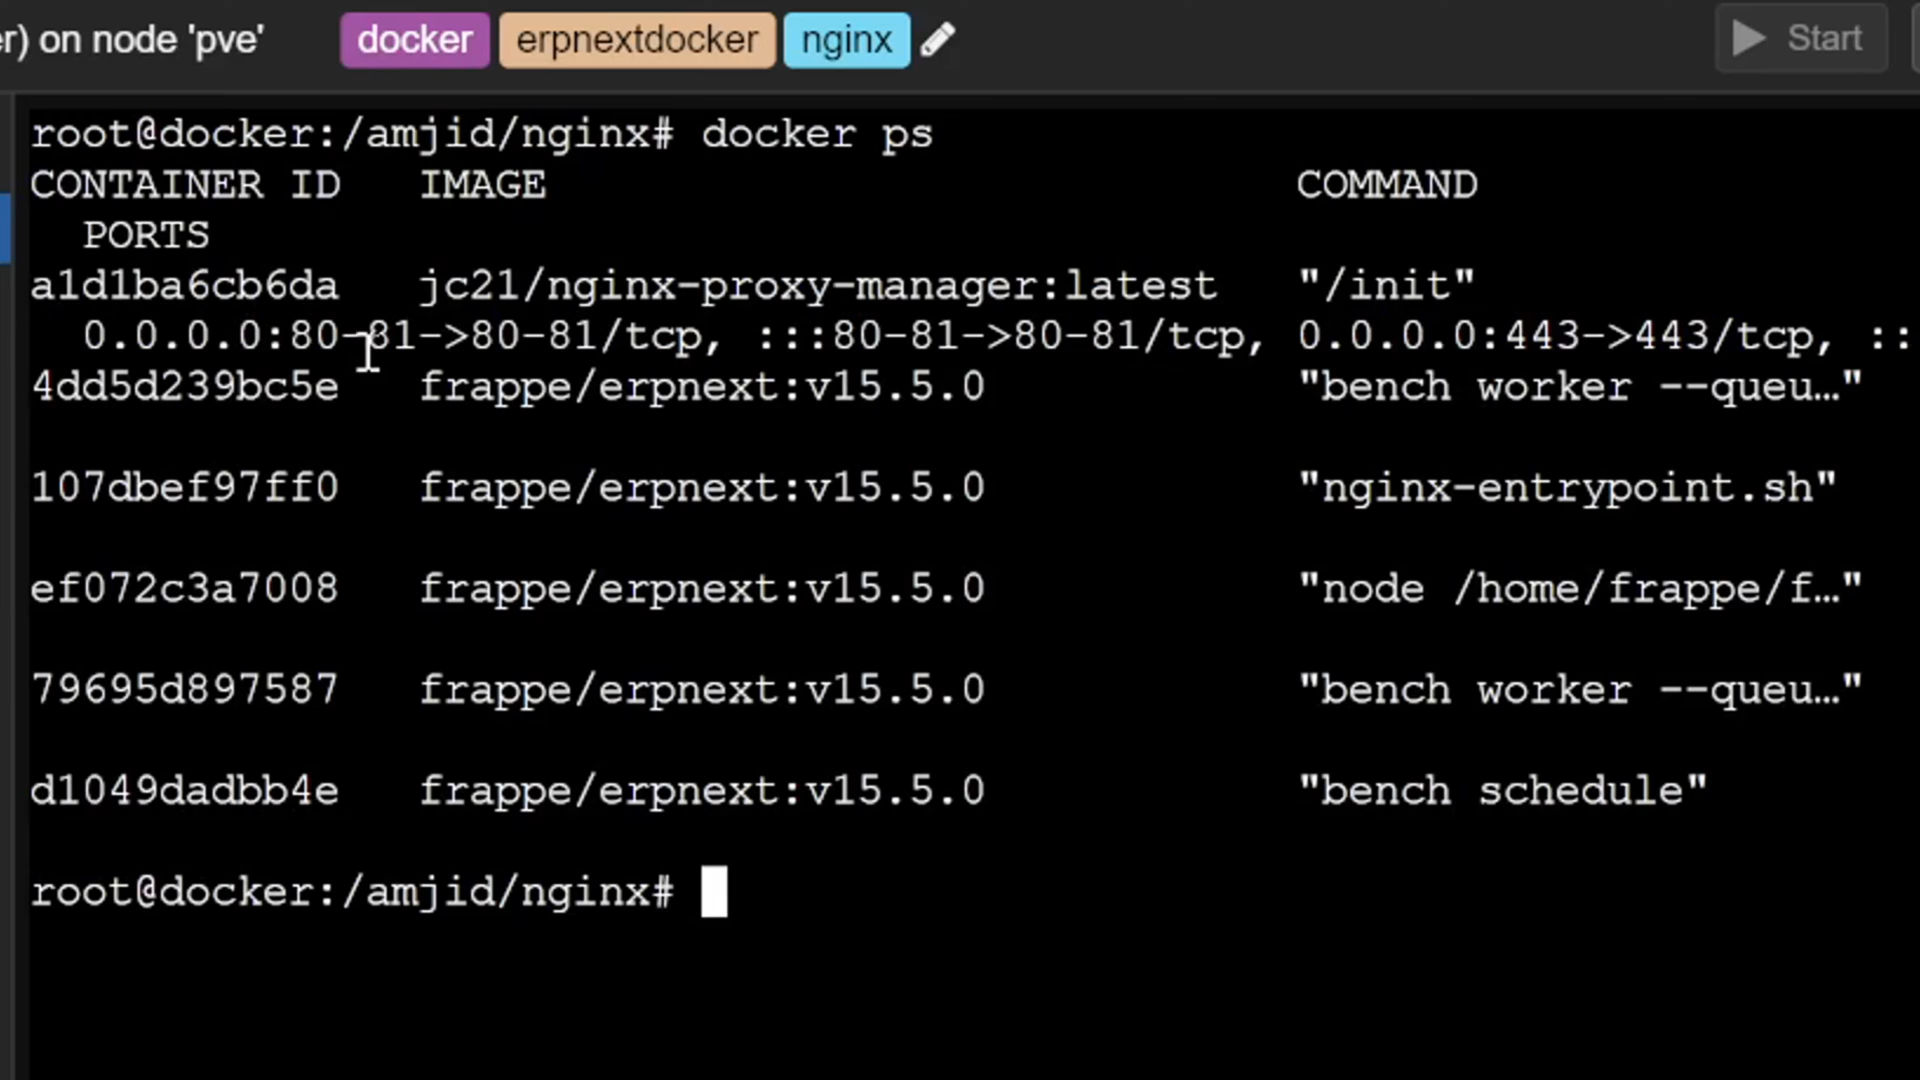 er) on node 'pve' docker erpnextdocker nginx Start
root@docker:/amjid/nginx# docker ps
CONTAINER ID IMAGE COMMAND
PORTS
a1d1ba6cb6da jc21/nginx-proxy-manager:latest "/init"
0.0.0.0:80-81->80-81/tcp, :::80-81->80-81/tcp, 0.0.0.0:443->443/tcp, ::
4dd5d239bc5e frappe/erpnext:v15.5.0 "bench worker --queu…"
107dbef97ff0 frappe/erpnext:v15.5.0 "nginx-entrypoint.sh"
ef072c3a7008 frappe/erpnext:v15.5.0 "node /home/frappe/f…"
79695d897587 frappe/erpnext:v15.5.0 "bench worker --queu…"
d1049dadbb4e frappe/erpnext:v15.5.0 "bench schedule"
root@docker:/amjid/nginx#